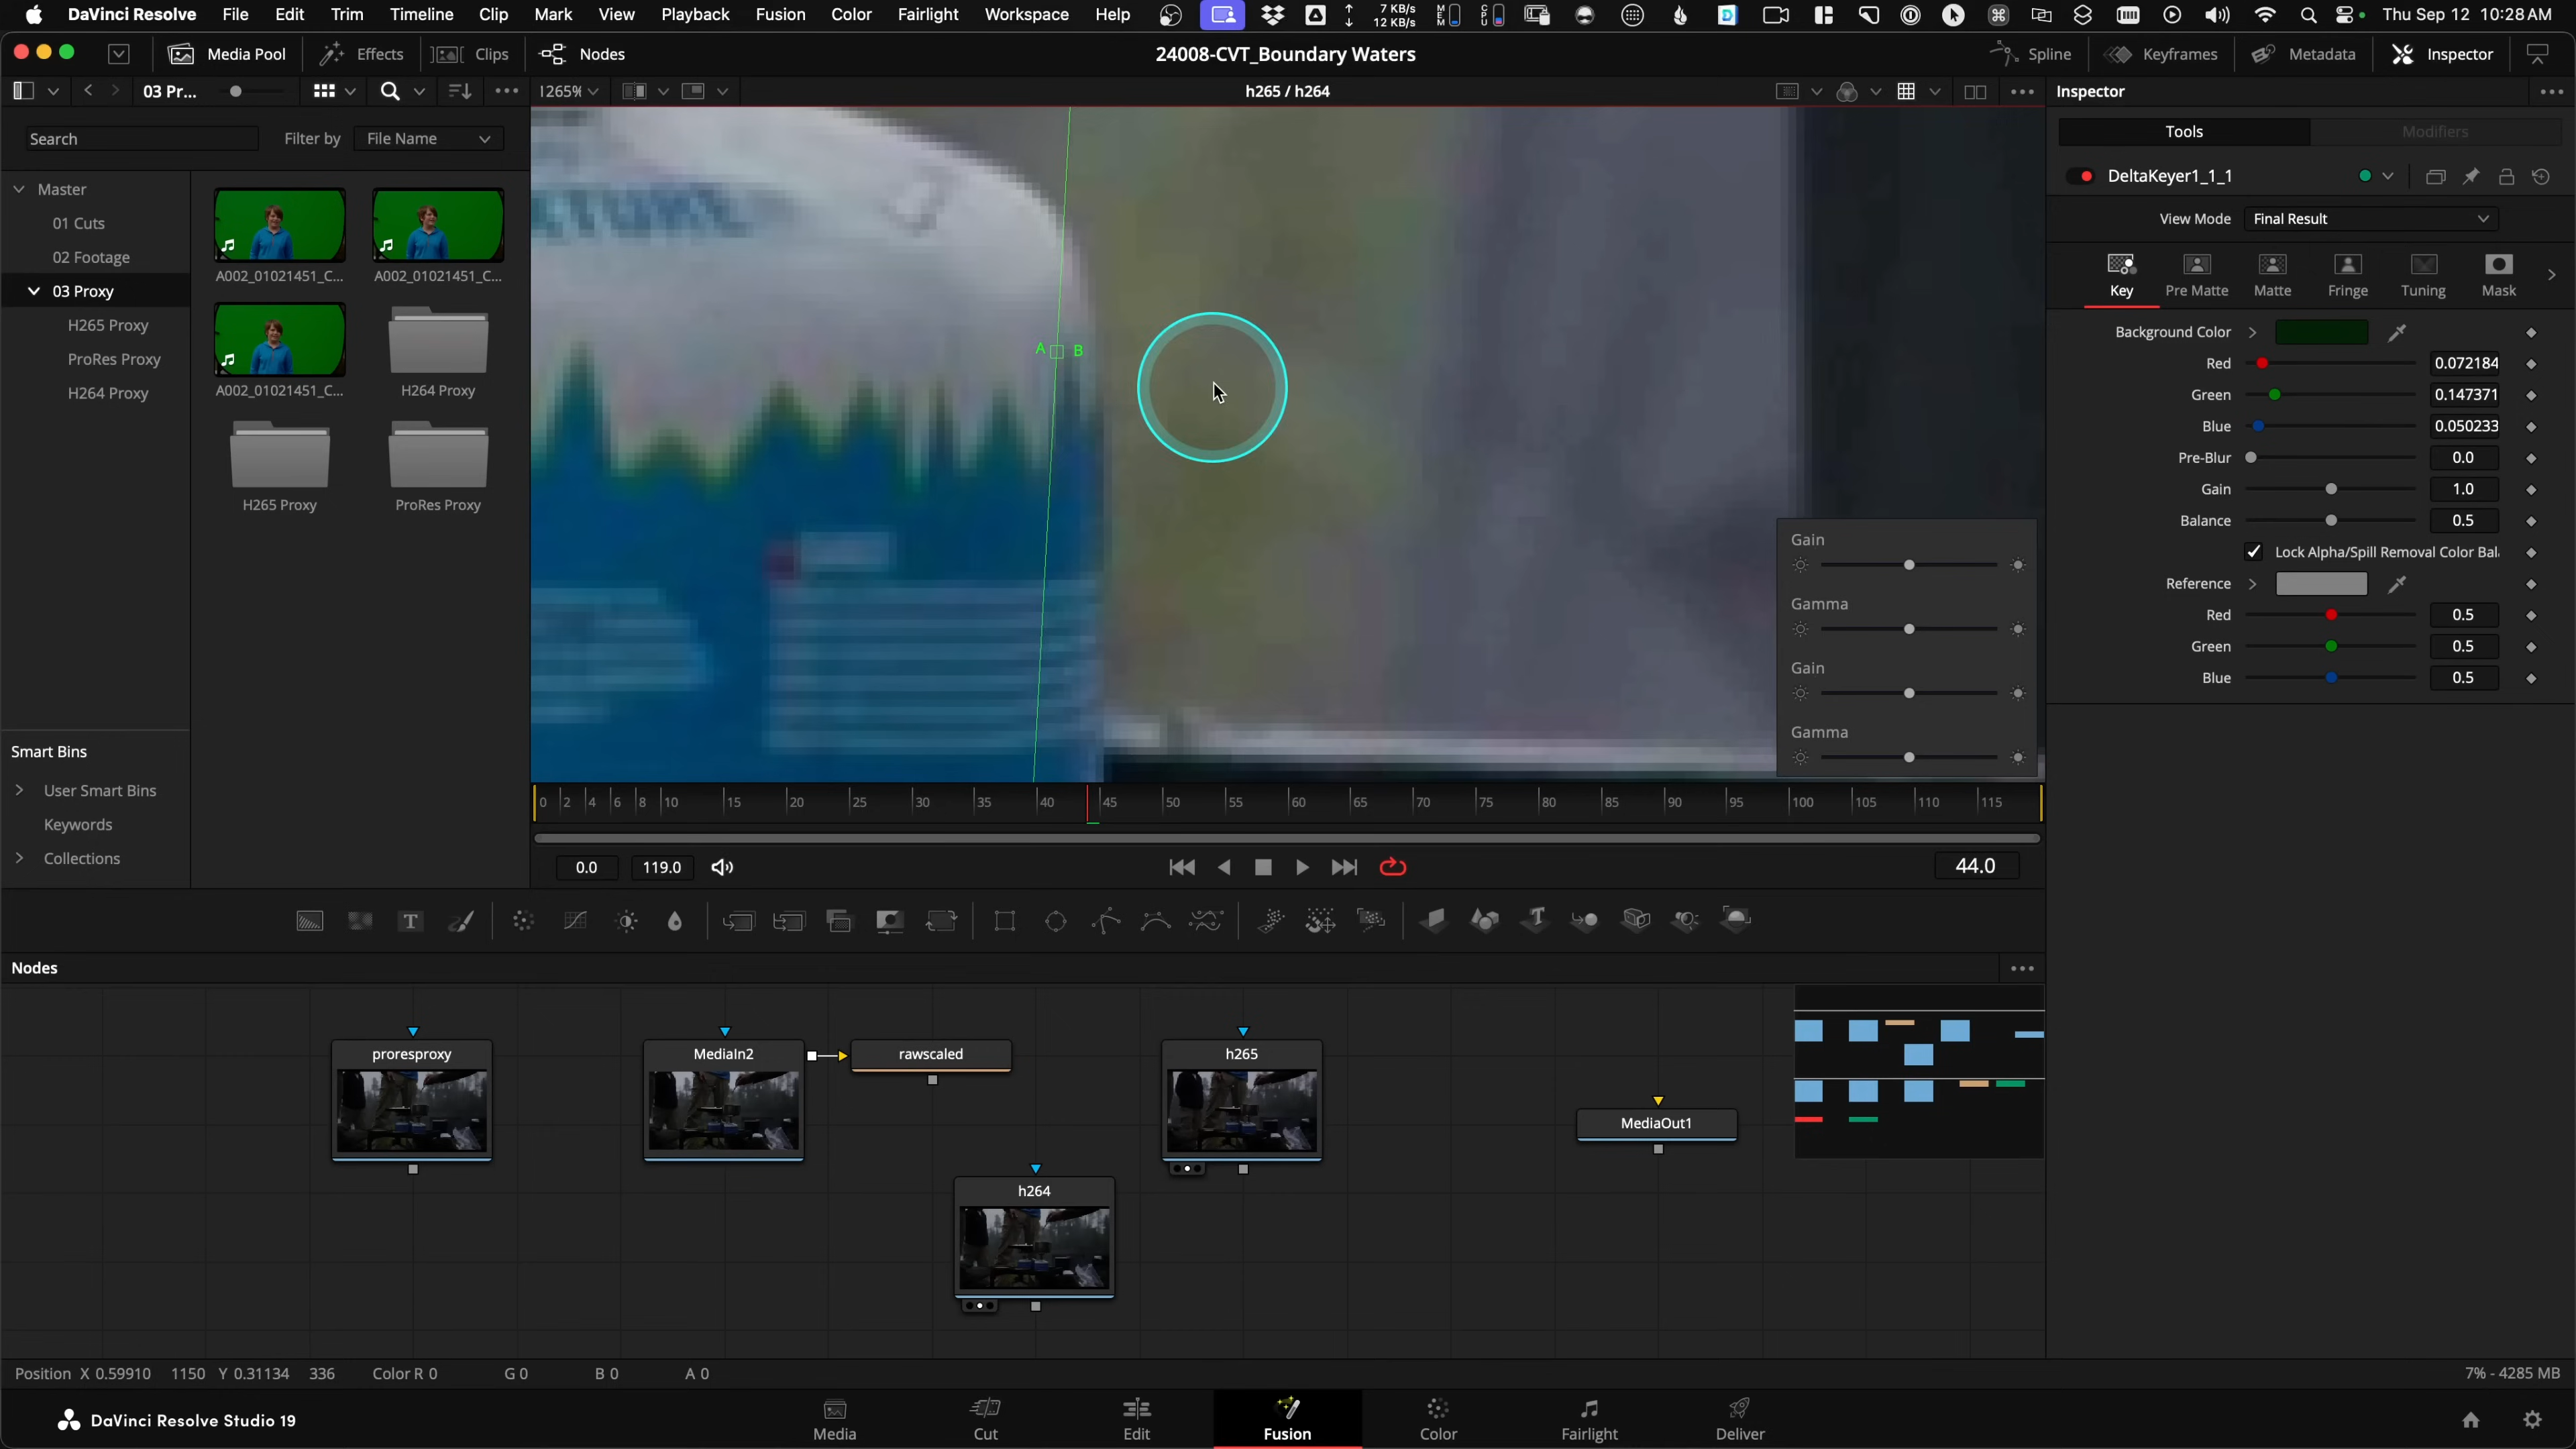 DaVinci Resolve File Edit Trim Timeline Clip Mark View Playback Fusion Color Fairlight Workspace Help 7 KB/s 12 KB/s MEM CPU Thu Sep 12 10:28 AM
Media Pool Effects Clips Nodes 24008-CVT_Boundary Waters Spline Keyframes Metadata Inspector
03 Pr... 1265% h265 / h264 Inspector
Search Filter by File Name
Tools Modifiers
Master
01 Cuts
02 Footage
03 Proxy
H265 Proxy
ProRes Proxy
H264 Proxy
A002_01021451_C... A002_01021451_C...
A002_01021451_C... H264 Proxy
H265 Proxy ProRes Proxy
Smart Bins
User Smart Bins
Keywords
Collections
A B
Gain
Gamma
Gain
Gamma
DeltaKeyer1_1_1
View Mode Final Result
Key Pre Matte Matte Fringe Tuning Mask
Background Color
Red 0.072184
Green 0.147371
Blue 0.050233
Pre-Blur 0.0
Gain 1.0
Balance 0.5
Lock Alpha/Spill Removal Color Bal
Reference
Red 0.5
Green 0.5
Blue 0.5
0 2 4 6 8 10 15 20 25 30 35 40 45 50 55 60 65 70 75 80 85 90 95 100 105 110 115
0.0 119.0 44.0
Nodes
proresproxy MediaIn2 rawscaled h265
MediaOut1
h264
Position X 0.59910 1150 Y 0.31134 336 Color R 0 G 0 B 0 A 0 7% - 4285 MB
DaVinci Resolve Studio 19 Media Cut Edit Fusion Color Fairlight Deliver